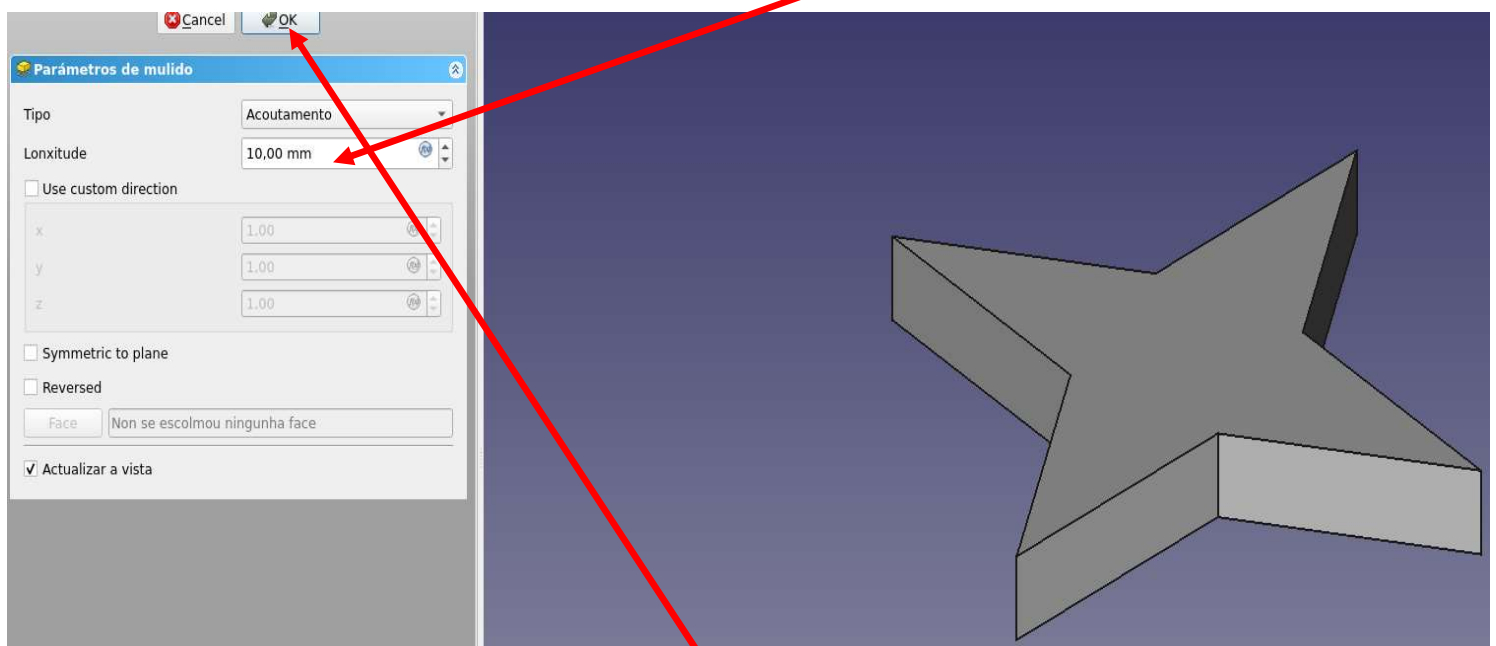 Cancel OK
Parámetros de mulido
Tipo Acoutamento
Lonxitude 10,00 mm
Use custom direction
x 1.00
y 1.00
z 1.00
Symmetric to plane
Reversed
Face Non se escolmou ningunha face
Actualizar a vista